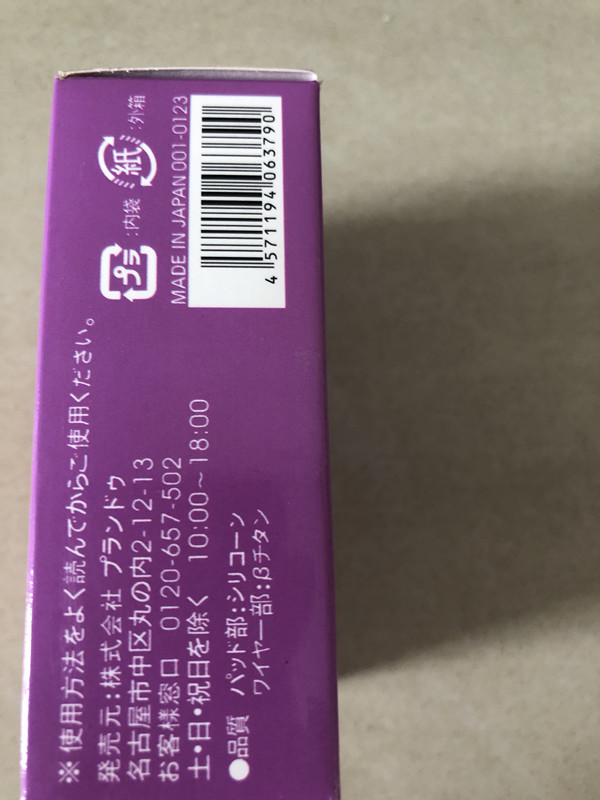 ※使用方法をよく読んでからご使用ください。
発売元:株式会社 プランドゥ
名古屋市中区丸の内2-12-13
お客様窓口 0120-657-502
土・日・祝日を除く 10:00~18:00
●品質 パッド部:シリコーン
ワイヤー部:βチタン
プラ :内袋
紙 :外箱
MADE IN JAPAN 001-0123
4 571194 063790